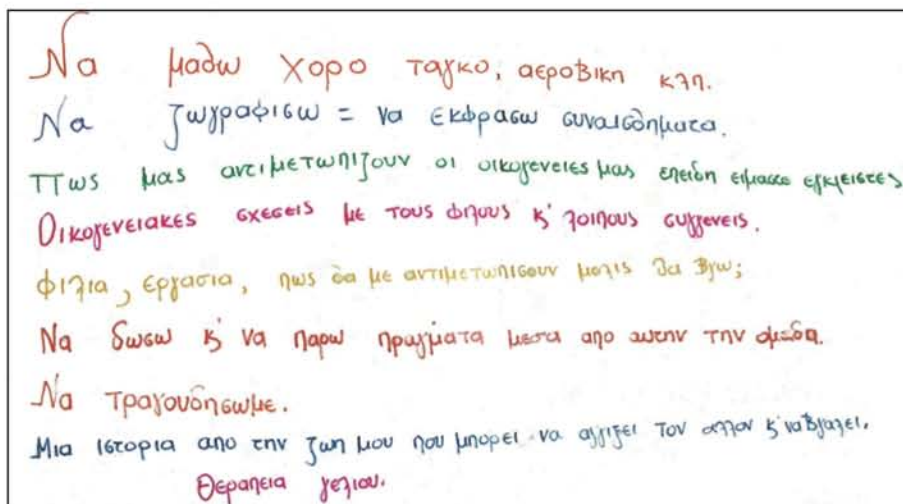 Να μαθω χορο ταγκο, αεροβικη κλπ.
Να ζωγραφισω = να εκφρασω συναισθηματα.
Πως μας αντιμετωπιζουν οι οικογενειες μας επειδη ειμαστε εγκλειστες
Οικογενειακες σχεσεις με τους φιλους κ' λοιπους συγγενεις.
φιλια, εργασια, πως θα με αντιμετωπισουν μολις θα βγω;
Να δωσω κ' να παρω πραγματα μεσα απο αυτην την ομαδα.
Να τραγουδησωμε.
Μια ιστορια απο την ζωη μου που μπορει να αγγιξει τον αλλον κ' να βγαλει.
Θεραπεια γελιου.